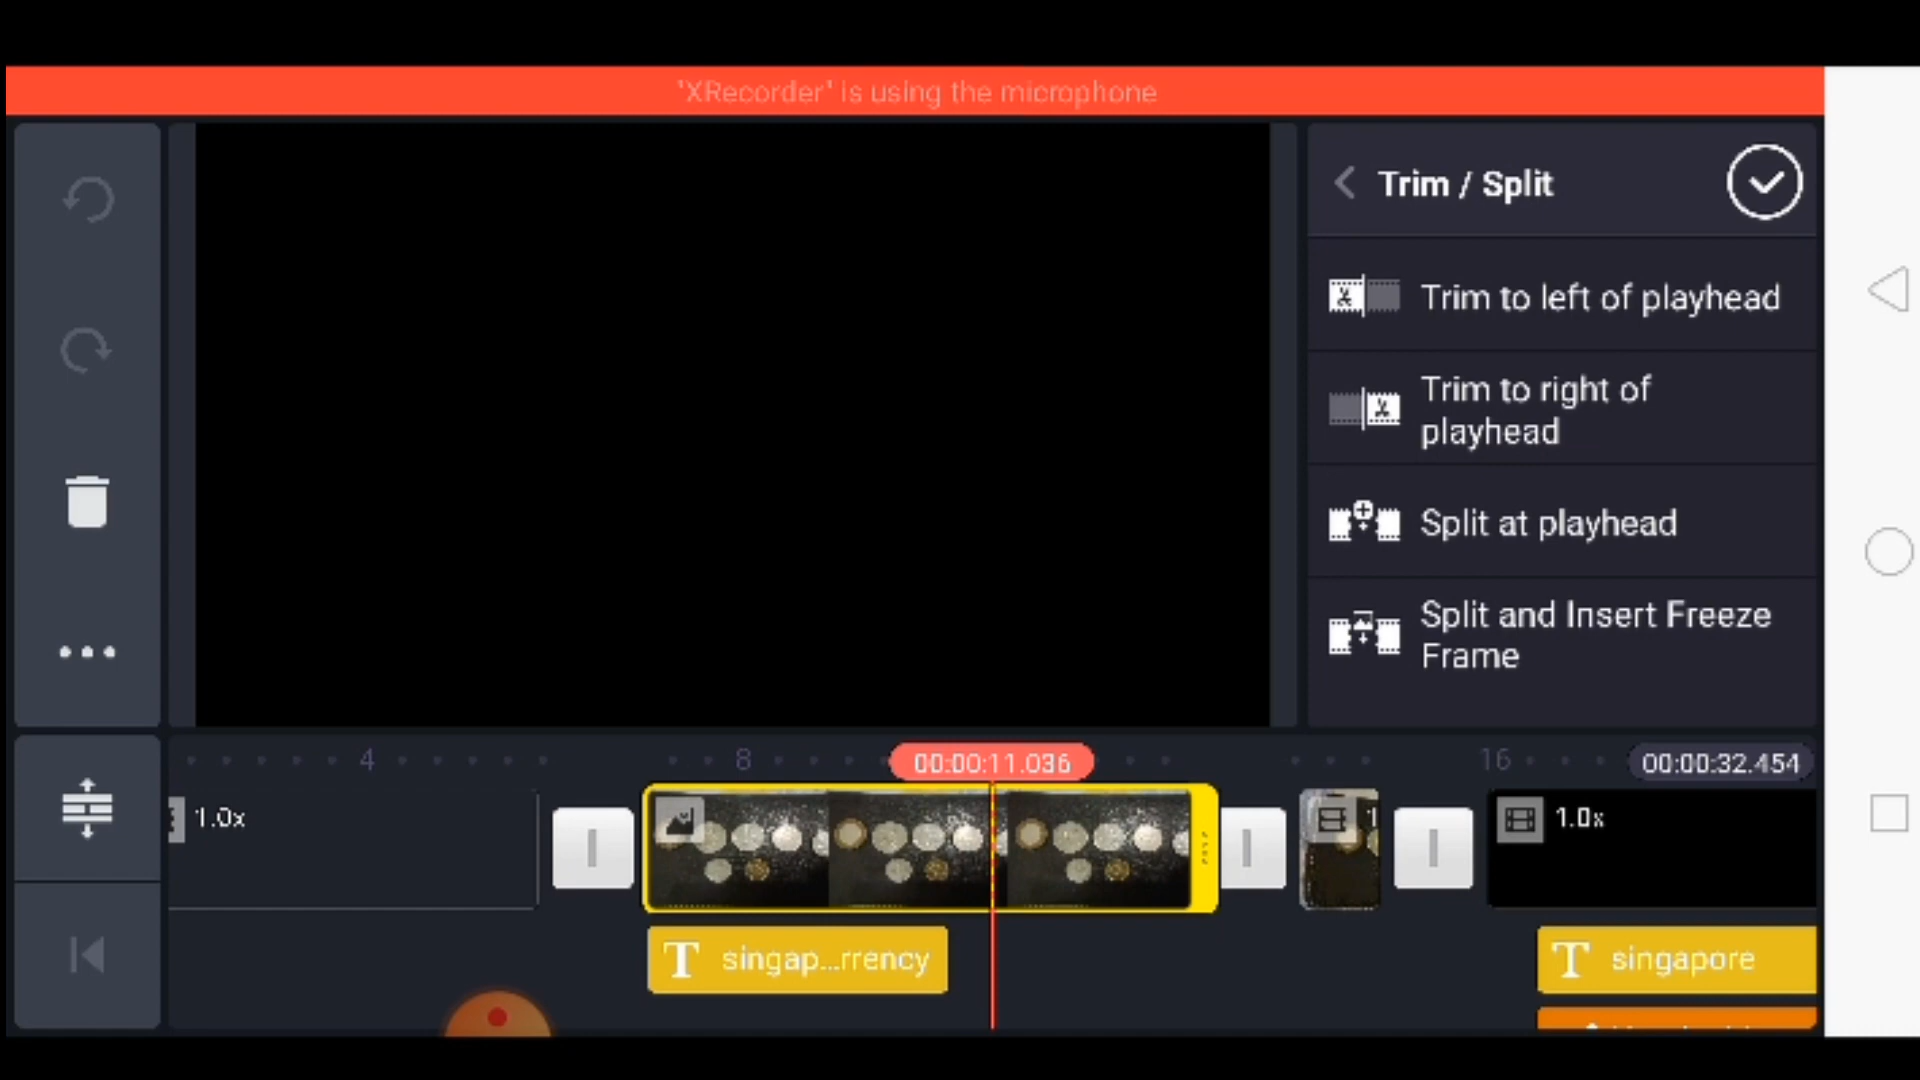 'XRecorder' is using the microphone
Trim / Split
Trim to left of playhead
Trim to right of
playhead
Split at playhead
Split and Insert Freeze
Frame
4
8
00:00:11.036
16
00:00:32.454
1.0x
1
1.0x
T singap...rrency
T singapore